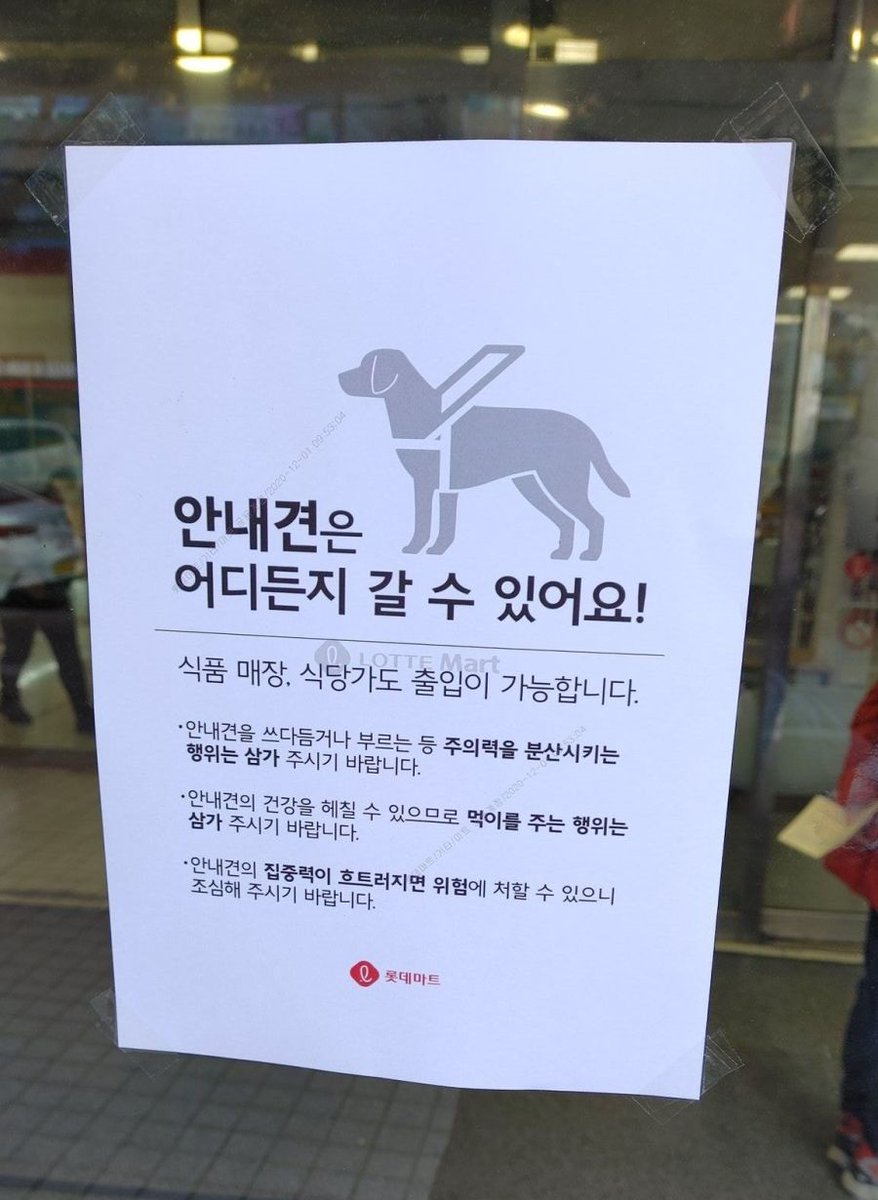 안내견은
어디든지 갈 수 있어요!
LOTTE Mart
식품 매장, 식당가도 출입이 가능합니다.
·안내견을 쓰다듬거나 부르는 등 주의력을 분산시키는
행위는 삼가 주시기 바랍니다.
·안내견의 건강을 헤칠 수 있으므로 먹이를 주는 행위는
삼가 주시기 바랍니다.
·안내견의 집중력이 흐트러지면 위험에 처할 수 있으니
조심해 주시기 바랍니다.
롯데마트